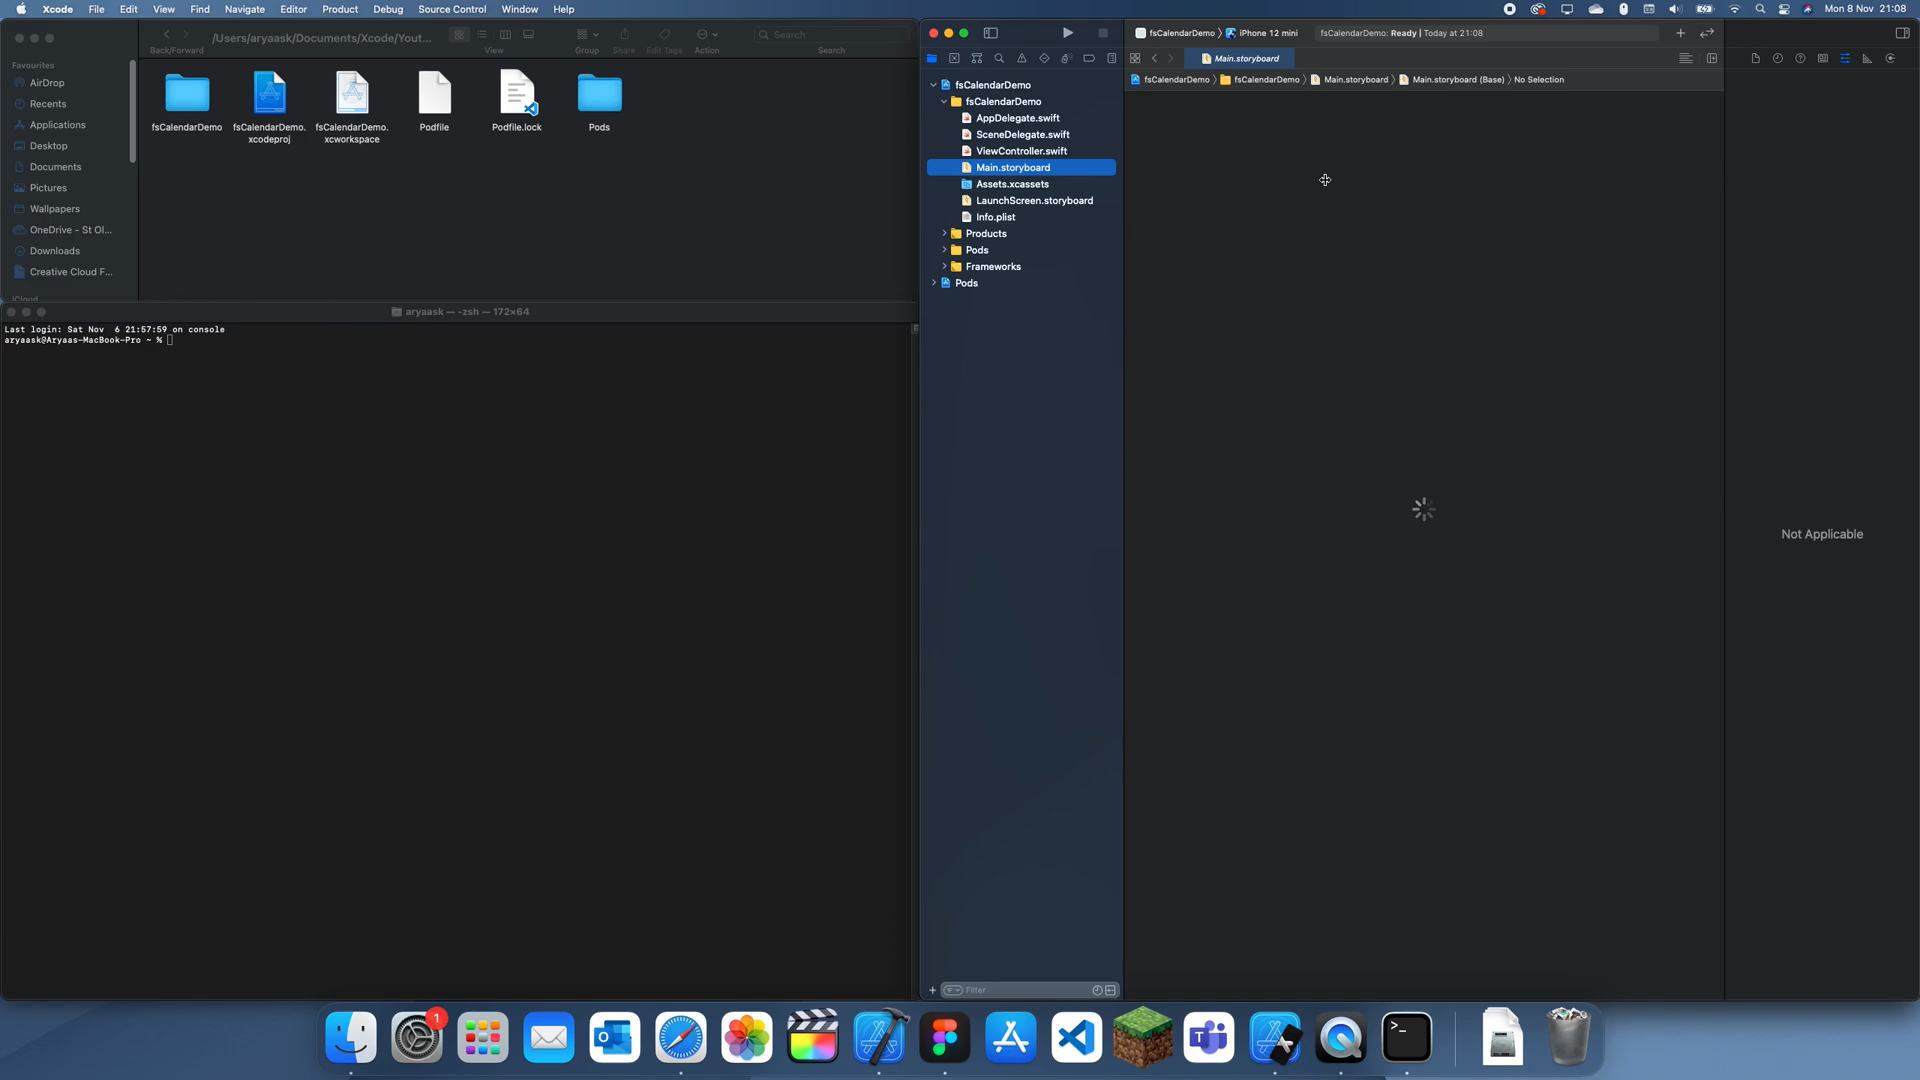 Xcode File Edit View Find Navigate Editor Product Debug Source Control Window Help
Mon 8 Nov 21:08
/Users/aryaask/Documents/Xcode/Yout...
Search
Back/Forward View Group Share Edit Tags Action Search
Favourites
AirDrop
Recents
Applications
Desktop
Documents
Pictures
Wallpapers
OneDrive - St Ol...
Downloads
Creative Cloud F...
iCloud
fsCalendarDemo
fsCalendarDemo.
xcodeproj
fsCalendarDemo.
xcworkspace
Podfile
Podfile.lock
Pods
aryaask — -zsh — 172×64
Last login: Sat Nov  6 21:57:59 on console
aryaask@Aryaas-MacBook-Pro ~ %
fsCalendarDemo
fsCalendarDemo
AppDelegate.swift
SceneDelegate.swift
ViewController.swift
Main.storyboard
Assets.xcassets
LaunchScreen.storyboard
Info.plist
Products
Pods
Frameworks
Pods
Filter
fsCalendarDemo iPhone 12 mini
fsCalendarDemo: Ready | Today at 21:08
Main.storyboard
fsCalendarDemo fsCalendarDemo Main.storyboard Main.storyboard (Base) No Selection
Not Applicable
1